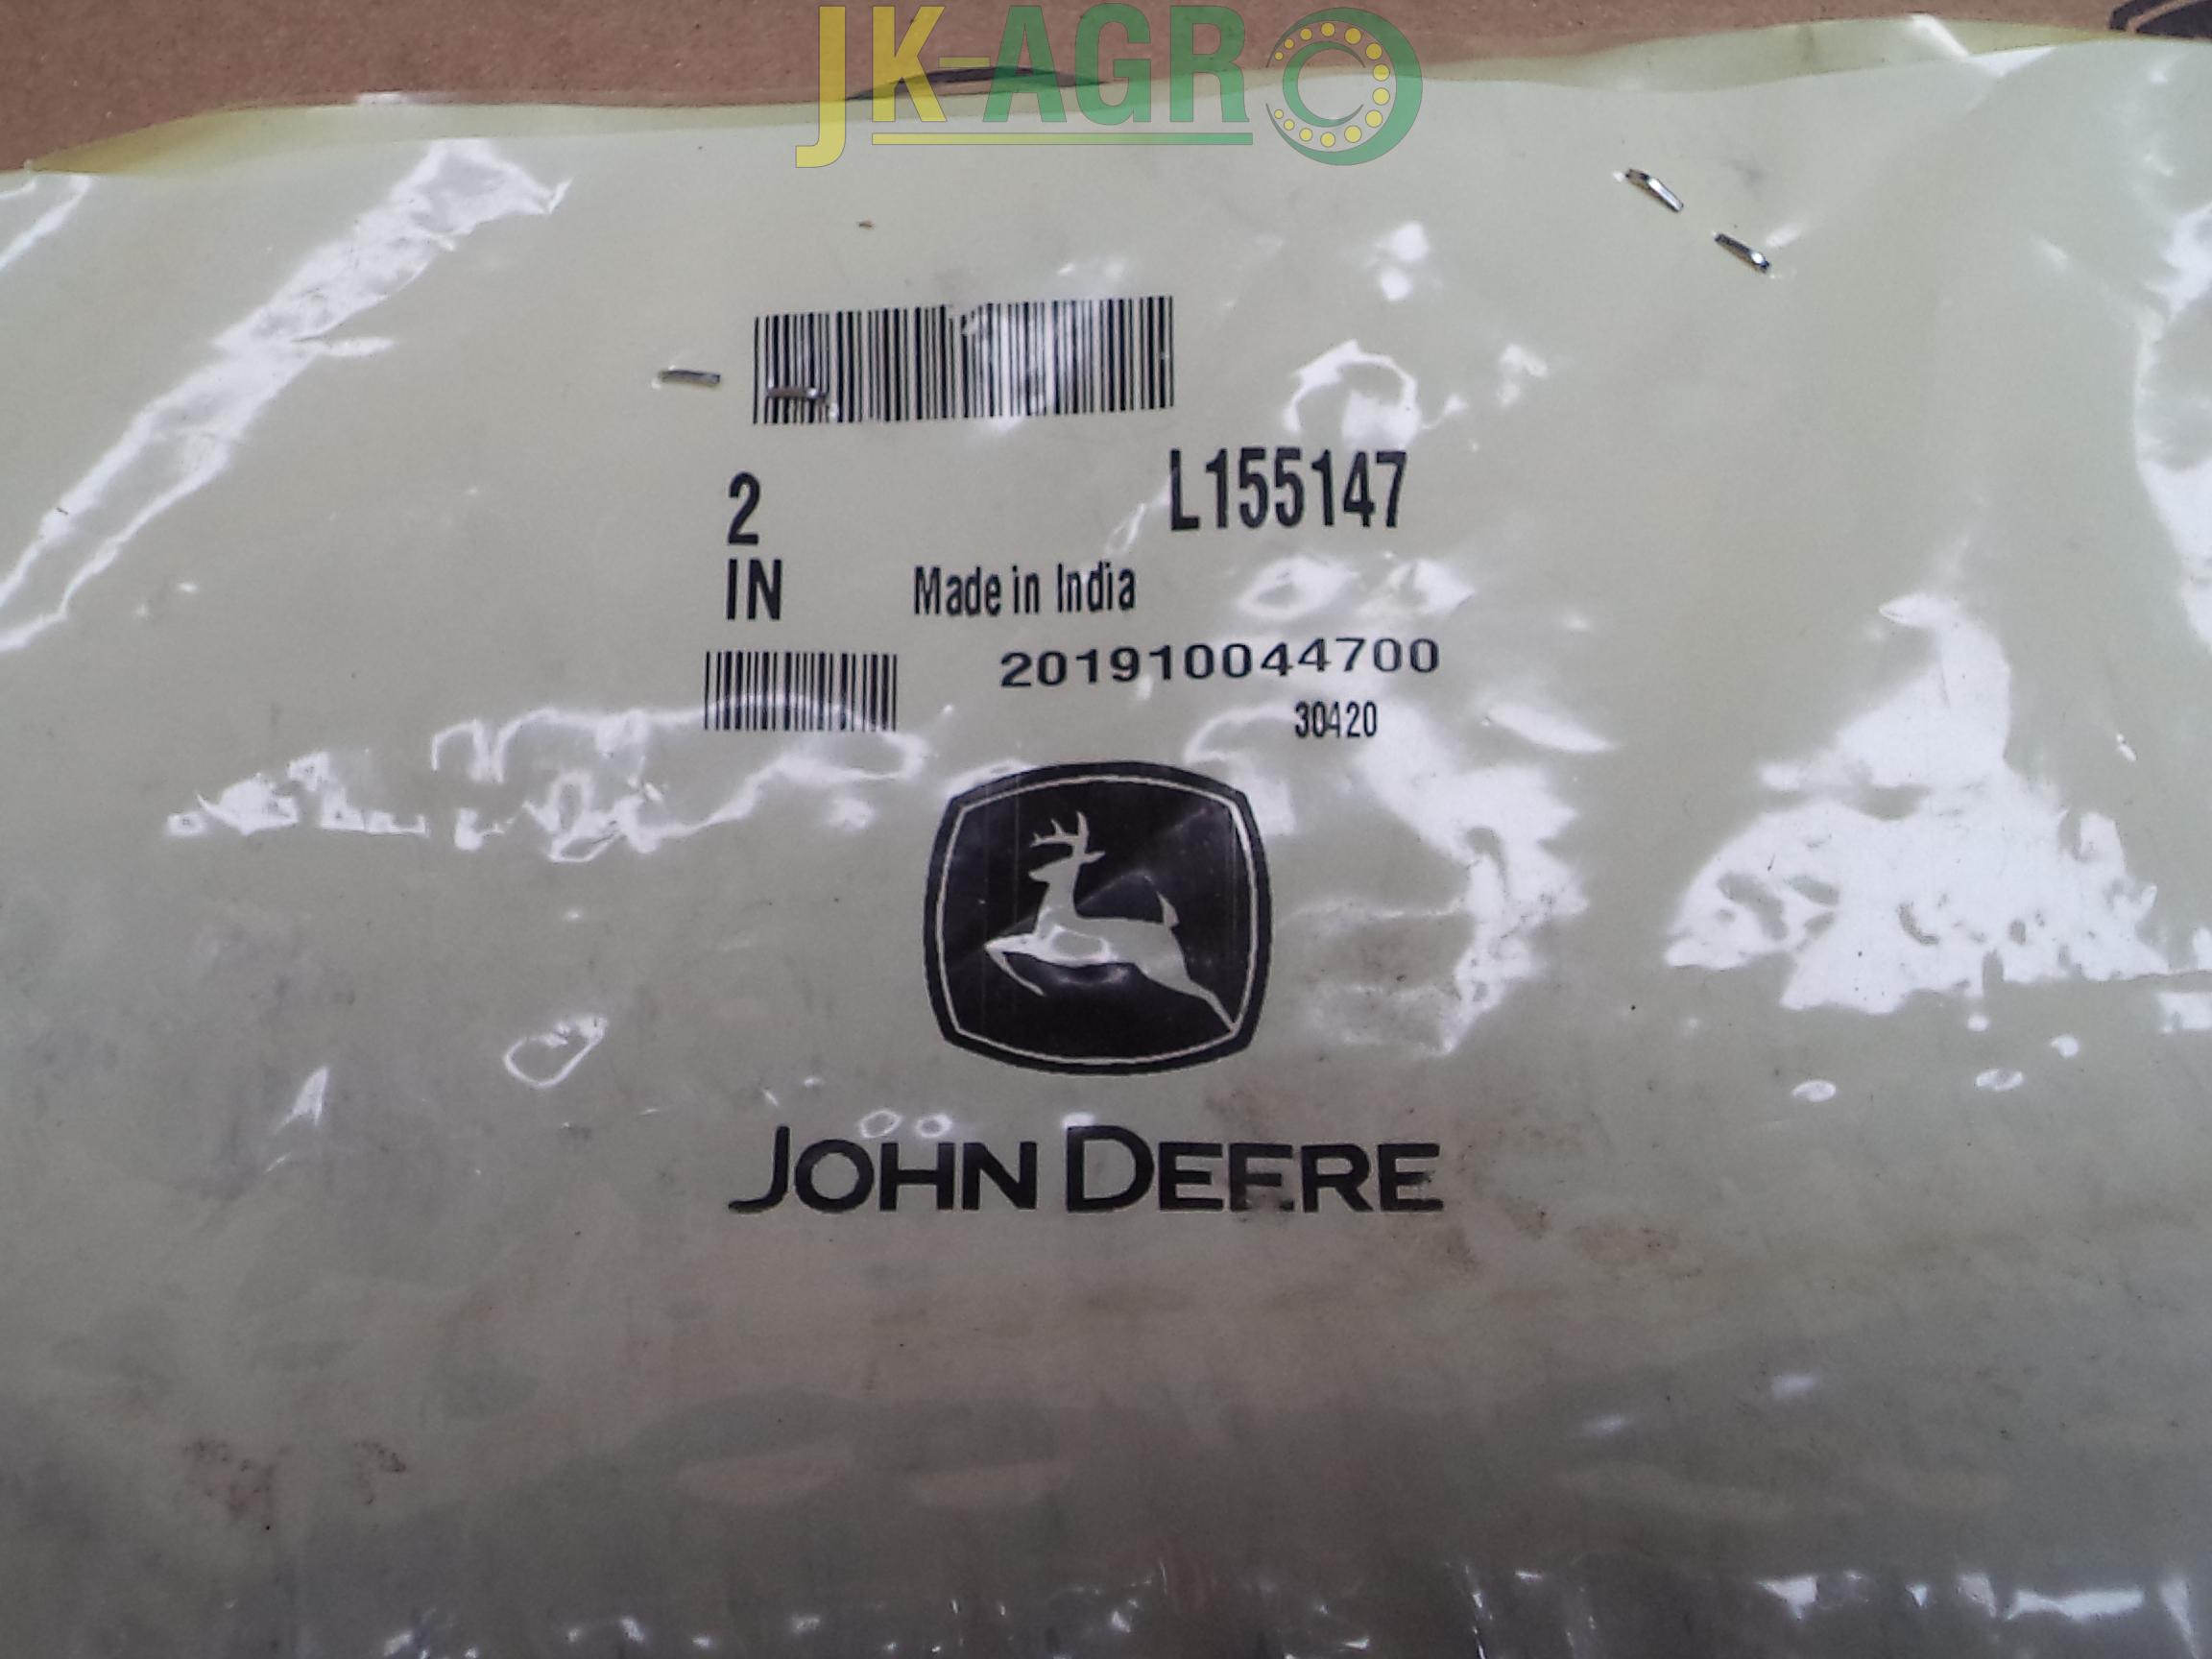 JK-AGRO
2 L155147
IN Made in India
201910044700
30420
JOHN DEERE